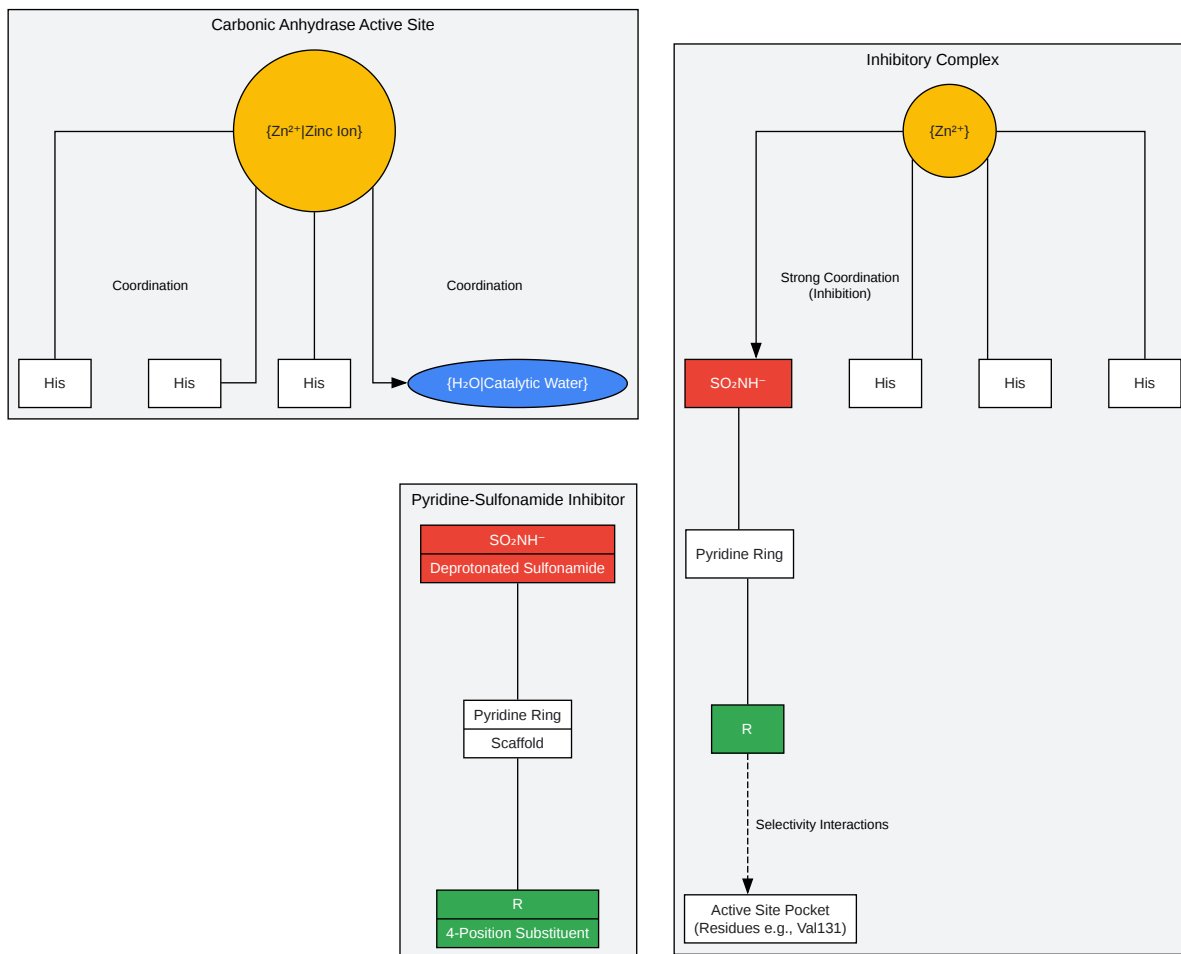 Carbonic Anhydrase Active Site
{Zn²⁺|Zinc Ion}
Coordination
Coordination
His
His
His
{H₂O|Catalytic Water}
Pyridine-Sulfonamide Inhibitor
SO₂NH⁻
Deprotonated Sulfonamide
Pyridine Ring
Scaffold
R
4-Position Substituent
Inhibitory Complex
{Zn²⁺}
Strong Coordination
(Inhibition)
SO₂NH⁻
His
His
His
Pyridine Ring
R
Selectivity Interactions
Active Site Pocket
(Residues e.g., Val131)